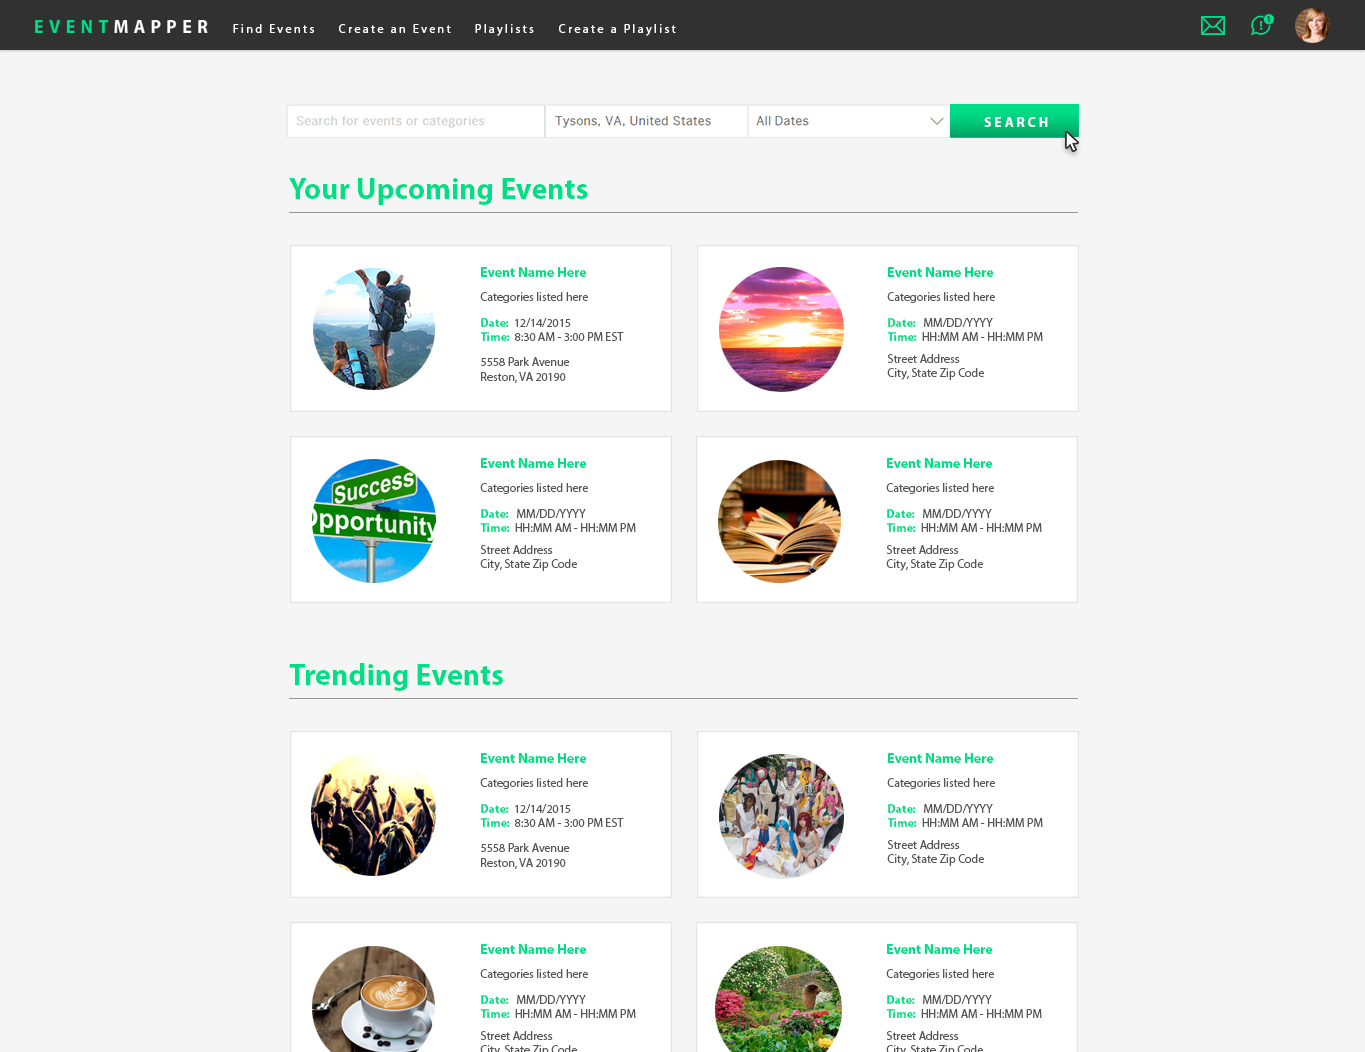 EVENTMAPPER Find Events Create an Event Playlists Create a Playlist
Search for events or categories Tysons, VA, United States All Dates SEARCH
Your Upcoming Events
Event Name Here
Categories listed here
Date: 12/14/2015
Time: 8:30 AM - 3:00 PM EST
5558 Park Avenue
Reston, VA 20190
Event Name Here
Categories listed here
Date: MM/DD/YYYY
Time: HH:MM AM - HH:MM PM
Street Address
City, State Zip Code
Success
Opportunity
Event Name Here
Categories listed here
Date: MM/DD/YYYY
Time: HH:MM AM - HH:MM PM
Street Address
City, State Zip Code
Event Name Here
Categories listed here
Date: MM/DD/YYYY
Time: HH:MM AM - HH:MM PM
Street Address
City, State Zip Code
Trending Events
Event Name Here
Categories listed here
Date: 12/14/2015
Time: 8:30 AM - 3:00 PM EST
5558 Park Avenue
Reston, VA 20190
Event Name Here
Categories listed here
Date: MM/DD/YYYY
Time: HH:MM AM - HH:MM PM
Street Address
City, State Zip Code
Event Name Here
Categories listed here
Date: MM/DD/YYYY
Time: HH:MM AM - HH:MM PM
Street Address
City, State Zip Code
Event Name Here
Categories listed here
Date: MM/DD/YYYY
Time: HH:MM AM - HH:MM PM
Street Address
City, State Zip Code